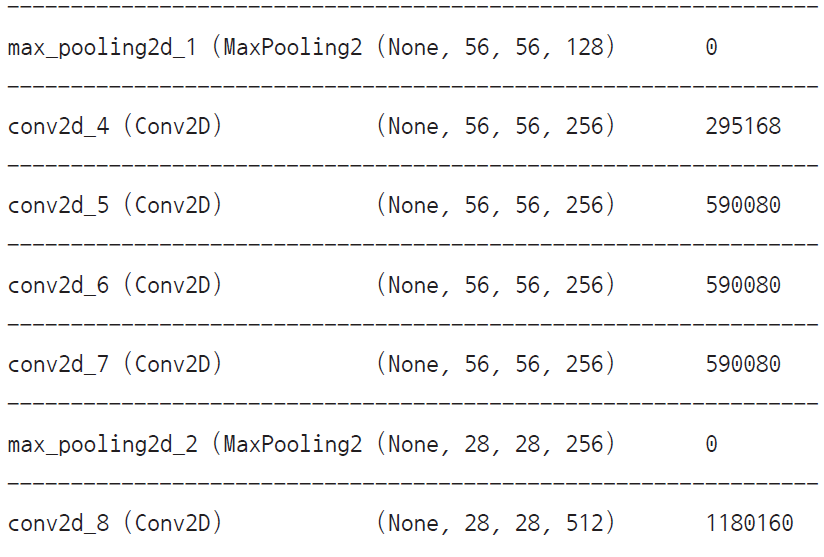 _________________________________________________________________
max_pooling2d_1 (MaxPooling2 (None, 56, 56, 128)       0
_________________________________________________________________
conv2d_4 (Conv2D)            (None, 56, 56, 256)       295168
_________________________________________________________________
conv2d_5 (Conv2D)            (None, 56, 56, 256)       590080
_________________________________________________________________
conv2d_6 (Conv2D)            (None, 56, 56, 256)       590080
_________________________________________________________________
conv2d_7 (Conv2D)            (None, 56, 56, 256)       590080
_________________________________________________________________
max_pooling2d_2 (MaxPooling2 (None, 28, 28, 256)       0
_________________________________________________________________
conv2d_8 (Conv2D)            (None, 28, 28, 512)       1180160